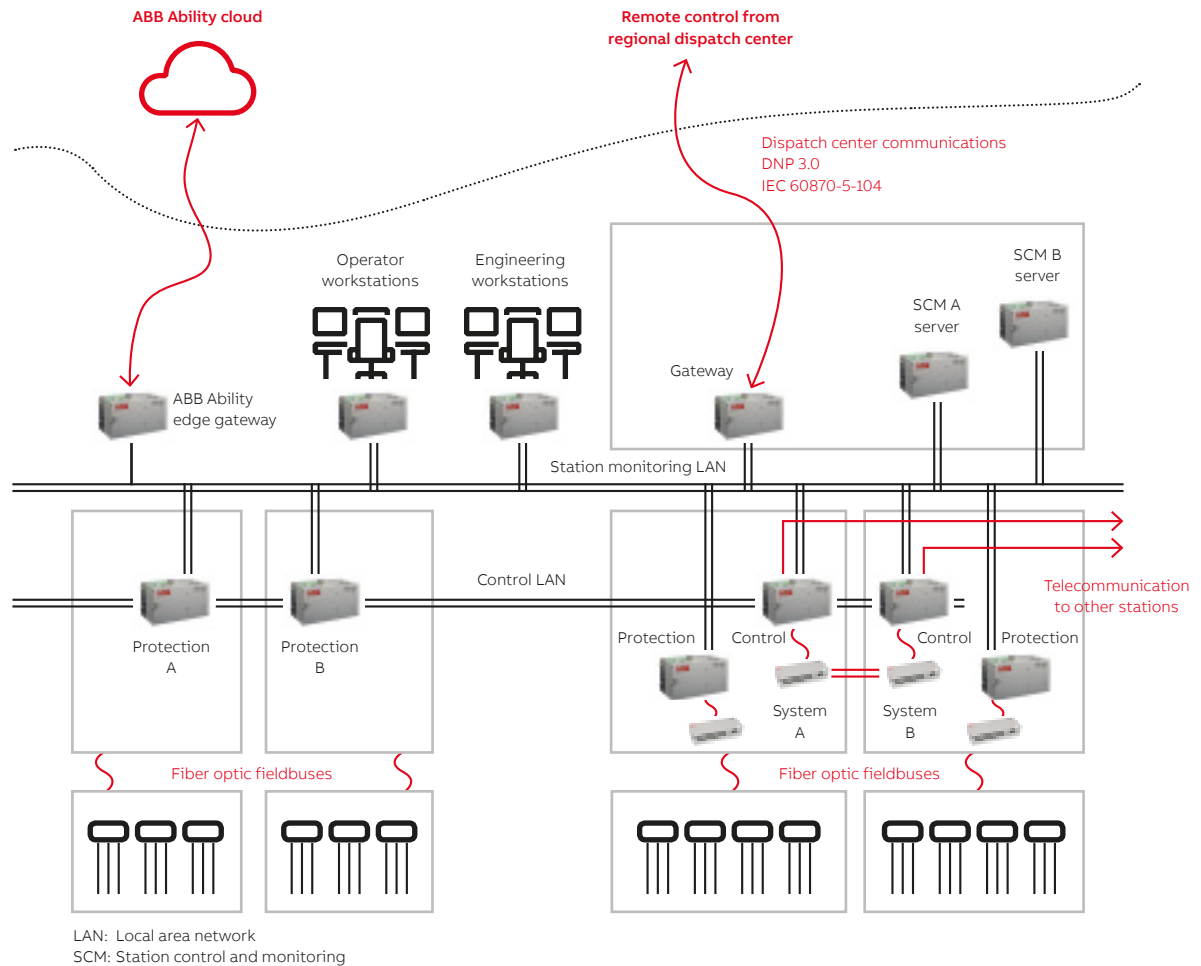 ABB Ability cloud
Remote control from
regional dispatch center
Dispatch center communications
DNP 3.0
IEC 60870-5-104
Operator
workstations
Engineering
workstations
SCM B
server
SCM A
server
Gateway
ABB Ability
edge gateway
Station monitoring LAN
Control LAN
Telecommunication
to other stations
Protection
A
Protection
B
Protection
Control
Control
Protection
System
A
System
B
Fiber optic fieldbuses
Fiber optic fieldbuses
LAN: Local area network
SCM: Station control and monitoring